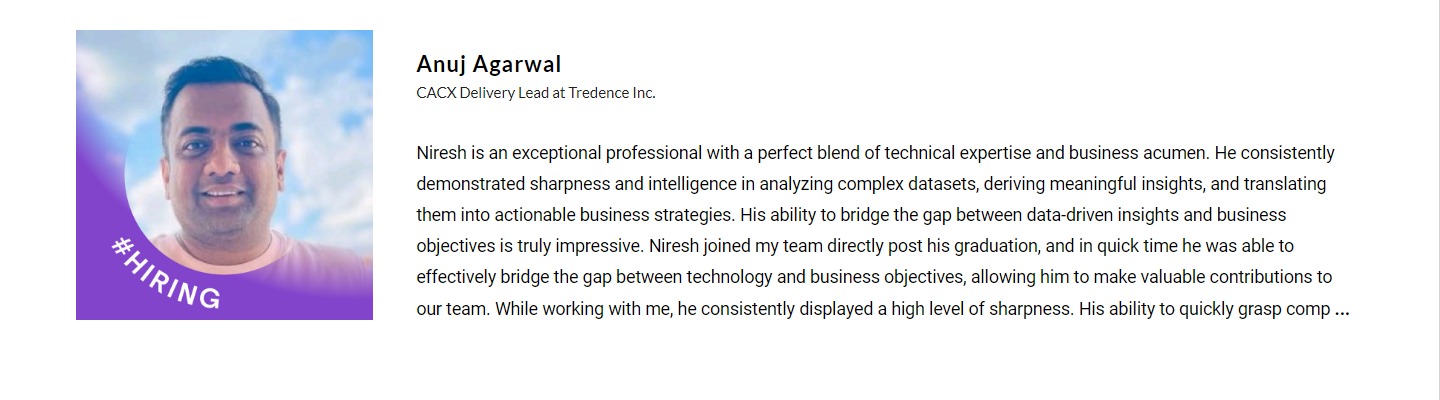 Anuj Agarwal
CACX Delivery Lead at Tredence Inc.
Niresh is an exceptional professional with a perfect blend of technical expertise and business acumen. He consistently
demonstrated sharpness and intelligence in analyzing complex datasets, deriving meaningful insights, and translating
them into actionable business strategies. His ability to bridge the gap between data-driven insights and business
objectives is truly impressive. Niresh joined my team directly post his graduation, and in quick time he was able to
effectively bridge the gap between technology and business objectives, allowing him to make valuable contributions to
our team. While working with me, he consistently displayed a high level of sharpness. His ability to quickly grasp comp ...
#HIRING